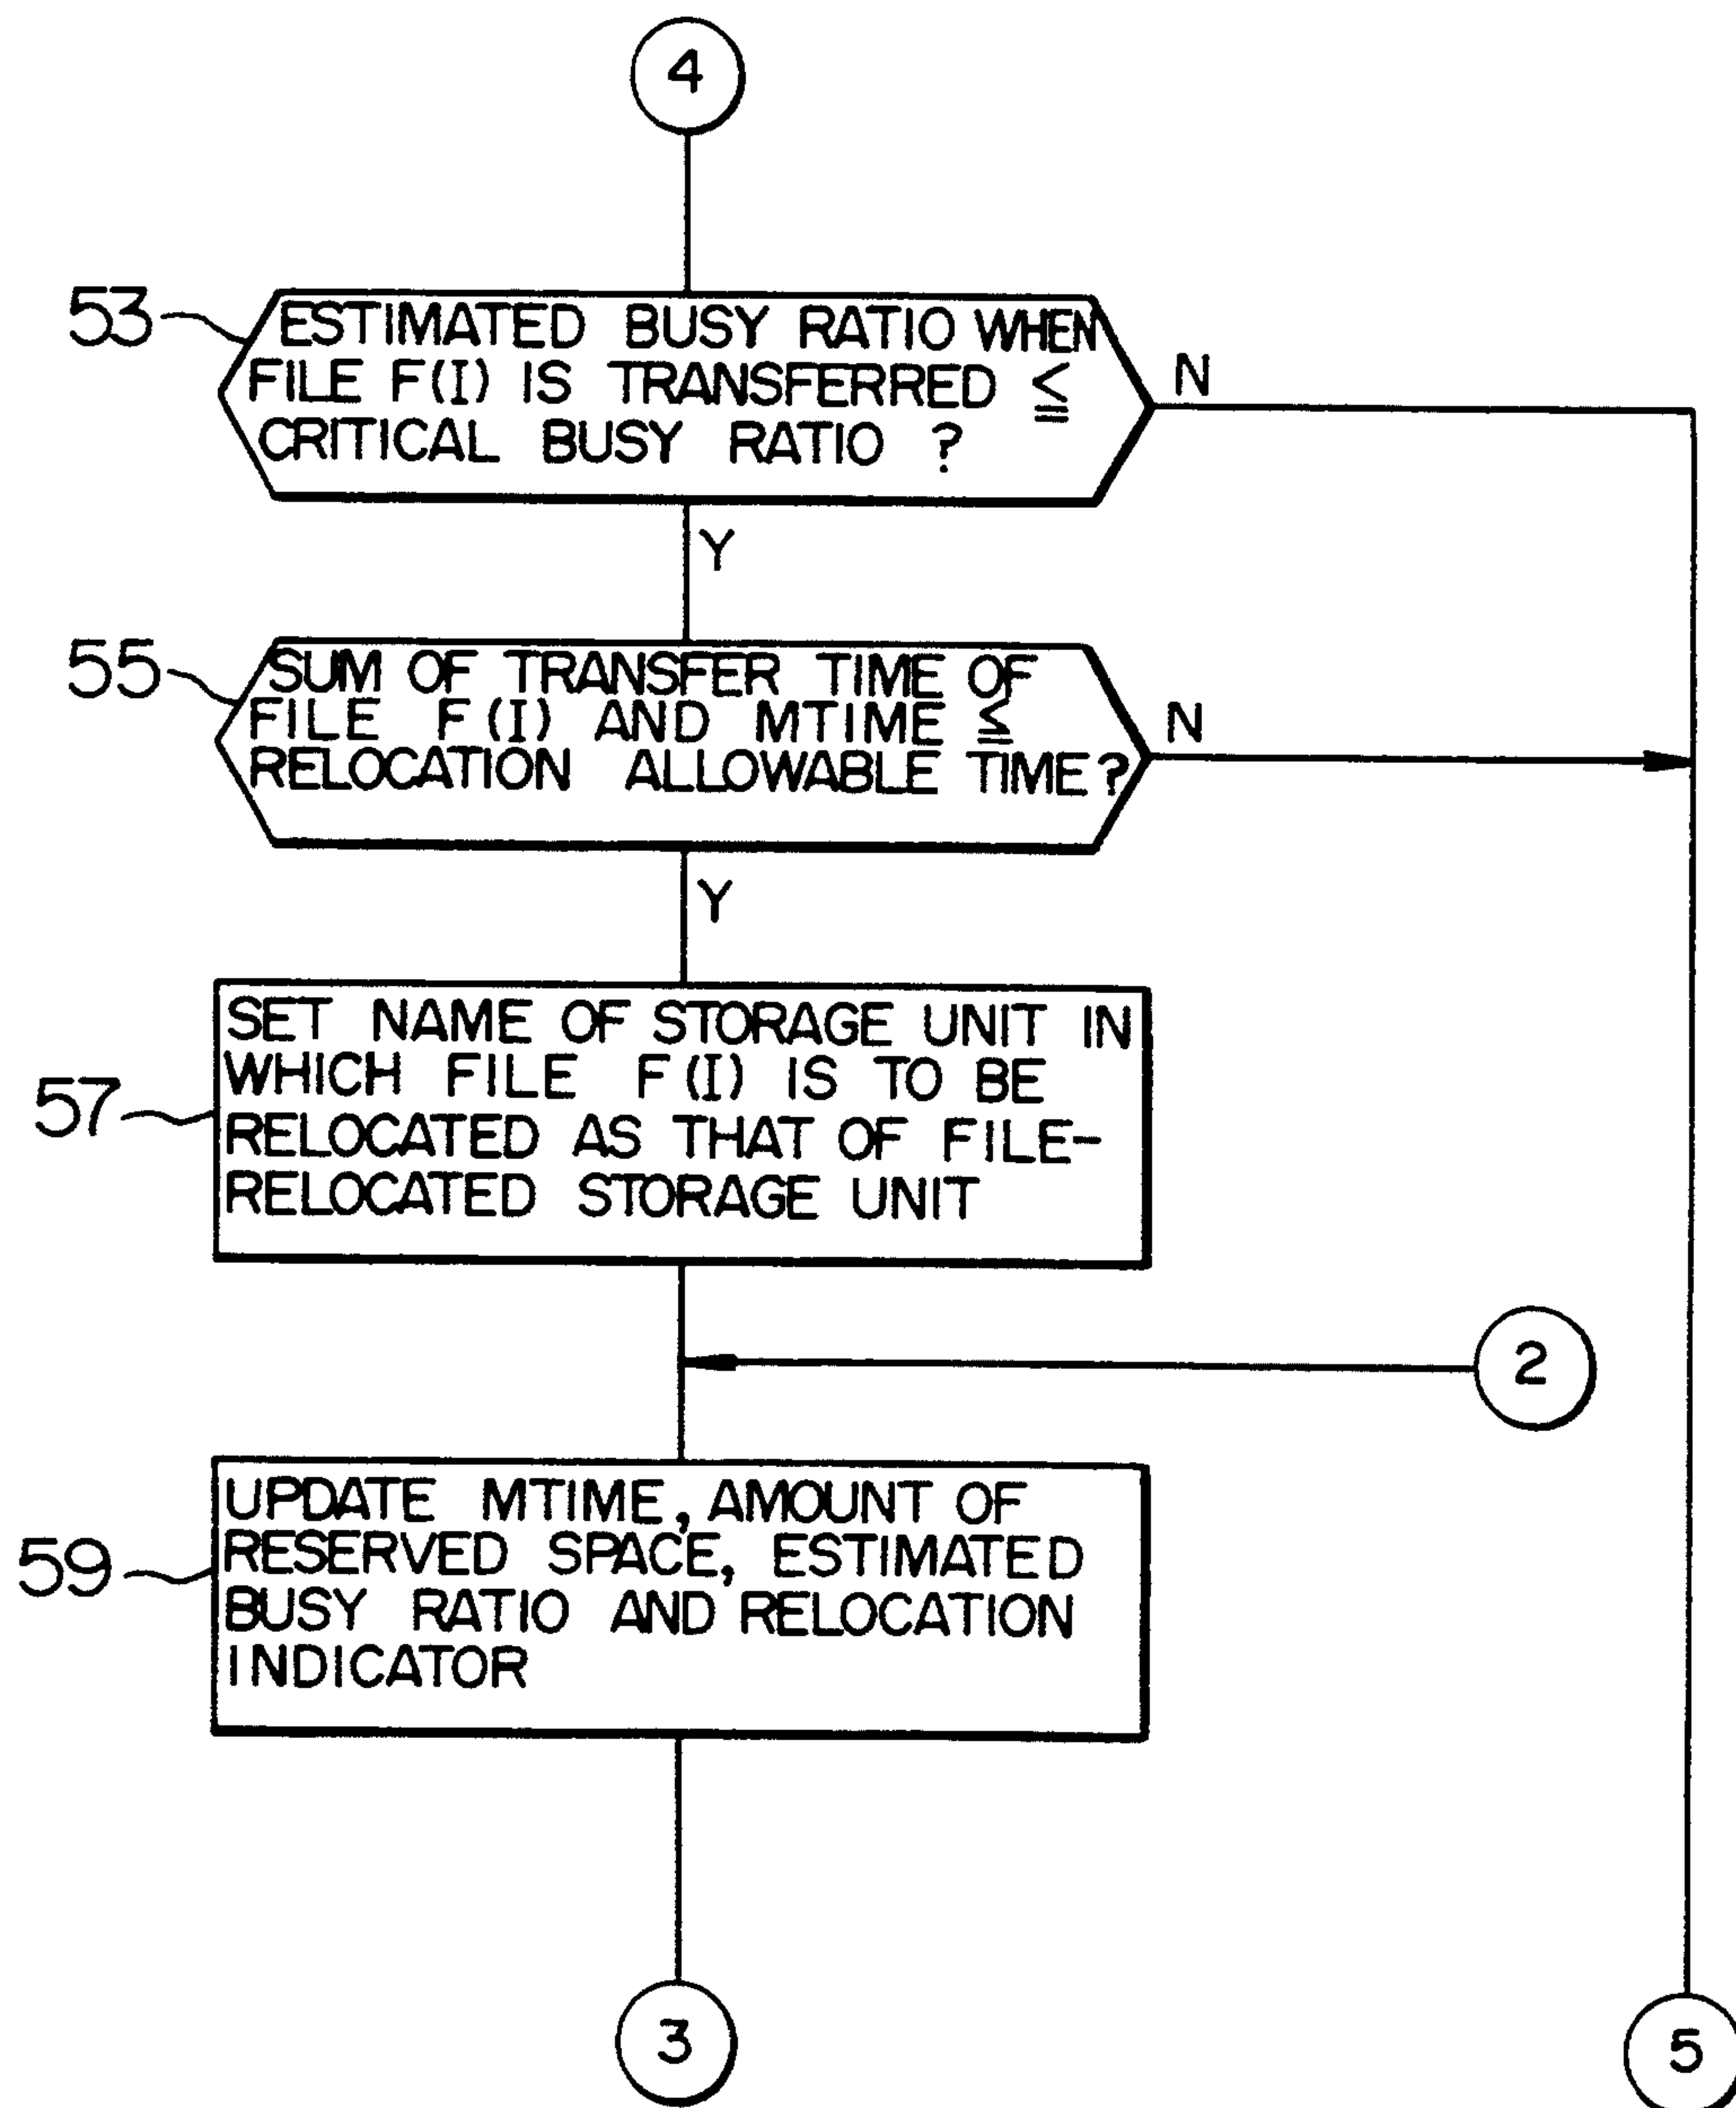 4
53
ESTIMATED BUSY RATIO WHEN
FILE F(I) IS TRANSFERRED ≦
CRITICAL BUSY RATIO ?
N
Y
55
SUM OF TRANSFER TIME OF
FILE F(I) AND MTIME ≦
RELOCATION ALLOWABLE TIME?
N
Y
57
SET NAME OF STORAGE UNIT IN
WHICH FILE F(I) IS TO BE
RELOCATED AS THAT OF FILE-
RELOCATED STORAGE UNIT
2
59
UPDATE MTIME, AMOUNT OF
RESERVED SPACE, ESTIMATED
BUSY RATIO AND RELOCATION
INDICATOR
3
5